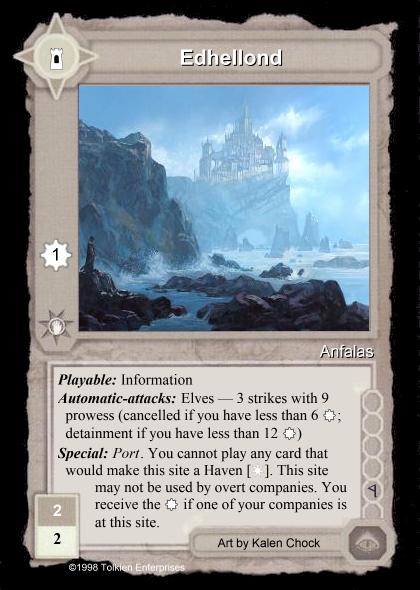 Edhellond
1
Anfalas
Playable: Information
Automatic-attacks: Elves — 3 strikes with 9
prowess (cancelled if you have less than 6 ;
detainment if you have less than 12 )
Special: Port. You cannot play any card that
would make this site a Haven [ ]. This site
may not be used by overt companies. You
receive the if one of your companies is
at this site.
2
2
Art by Kalen Chock
©1998 Tolkien Enterprises